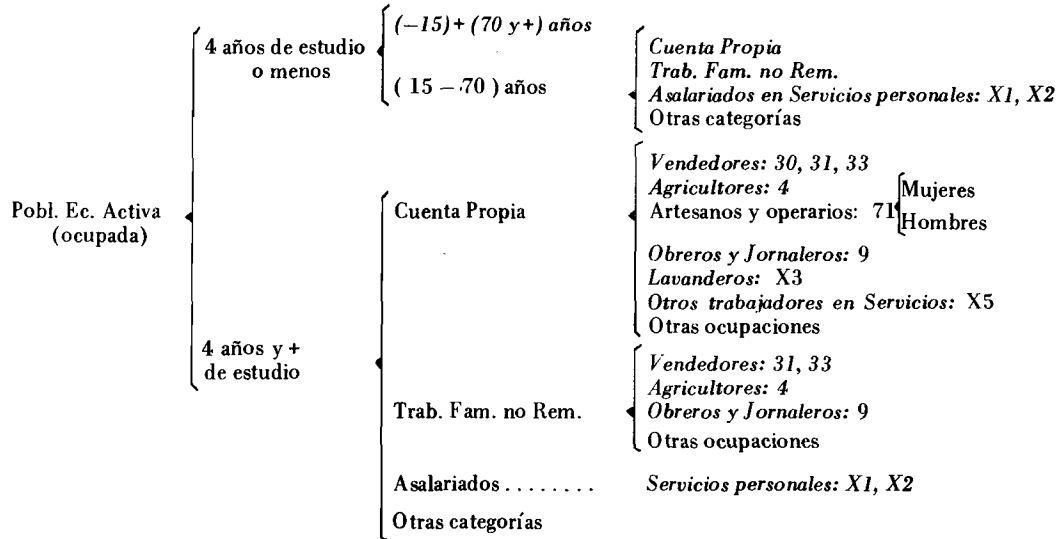 (−15)+ (70 y+) años
4 años de estudio
o menos
( 15 − 70 ) años
Cuenta Propia
Trab. Fam. no Rem.
Asalariados en Servicios personales: X1, X2
Otras categorías
Pobl. Ec. Activa
(ocupada)
Cuenta Propia
Vendedores: 30, 31, 33
Agricultores: 4
Artesanos y operarios: 71
Mujeres
Hombres
Obreros y Jornaleros: 9
Lavanderos: X3
Otros trabajadores en Servicios: X5
Otras ocupaciones
4 años y +
de estudio
Trab. Fam. no Rem.
Vendedores: 31, 33
Agricultores: 4
Obreros y Jornaleros: 9
Otras ocupaciones
Asalariados ........ Servicios personales: X1, X2
Otras categorías